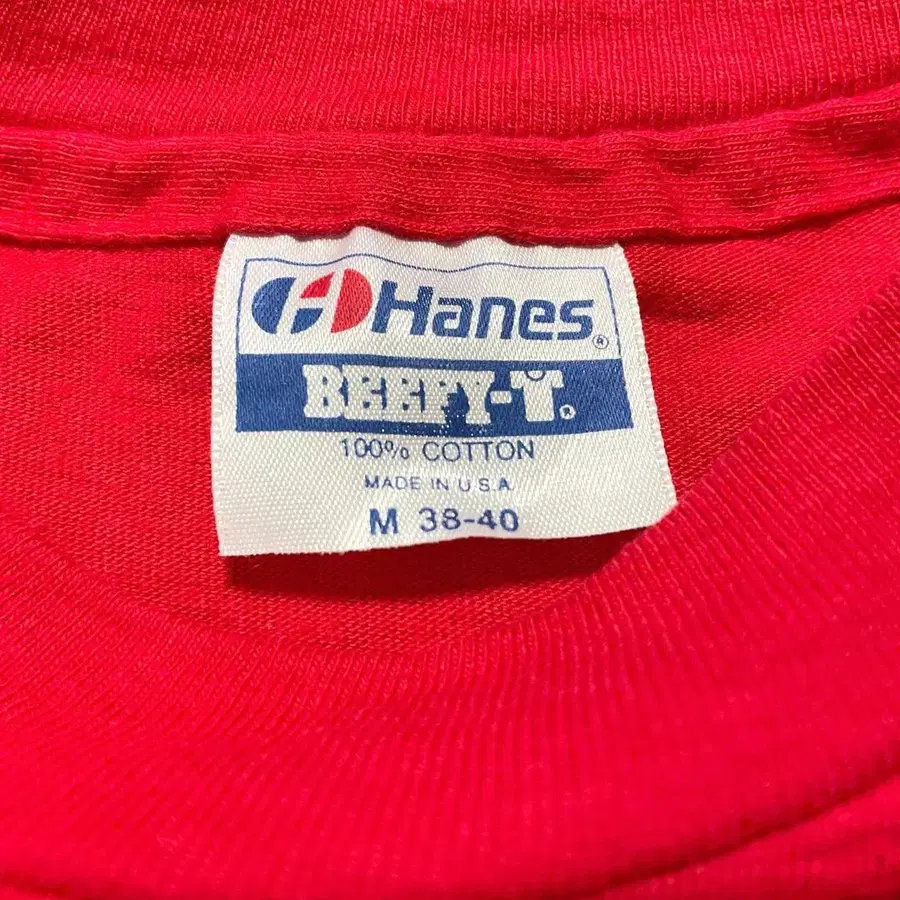 Hanes®
BEEFY-T®
100% COTTON
MADE IN U.S.A.
M 38-40